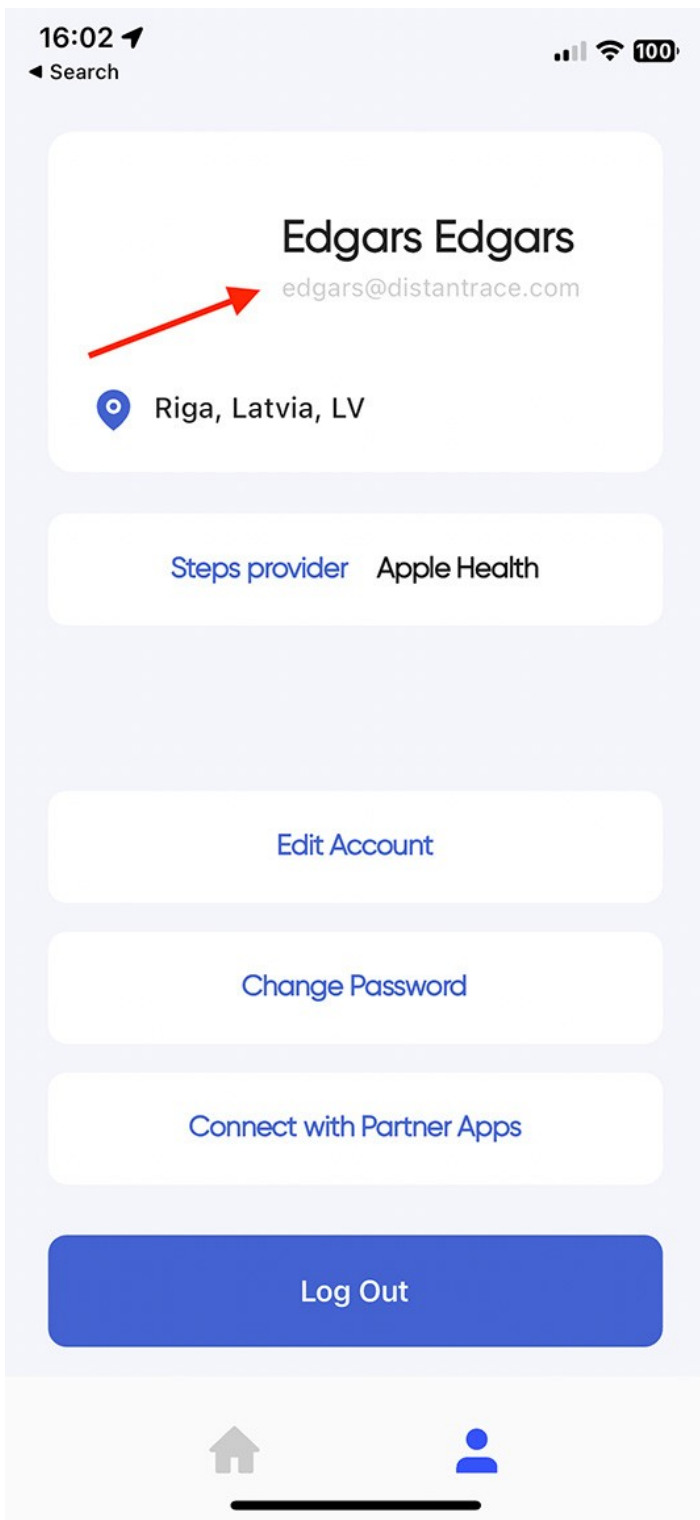 16:02
◀ Search
100
Edgars Edgars
edgars@distantrace.com
Riga, Latvia, LV
Steps provider Apple Health
Edit Account
Change Password
Connect with Partner Apps
Log Out